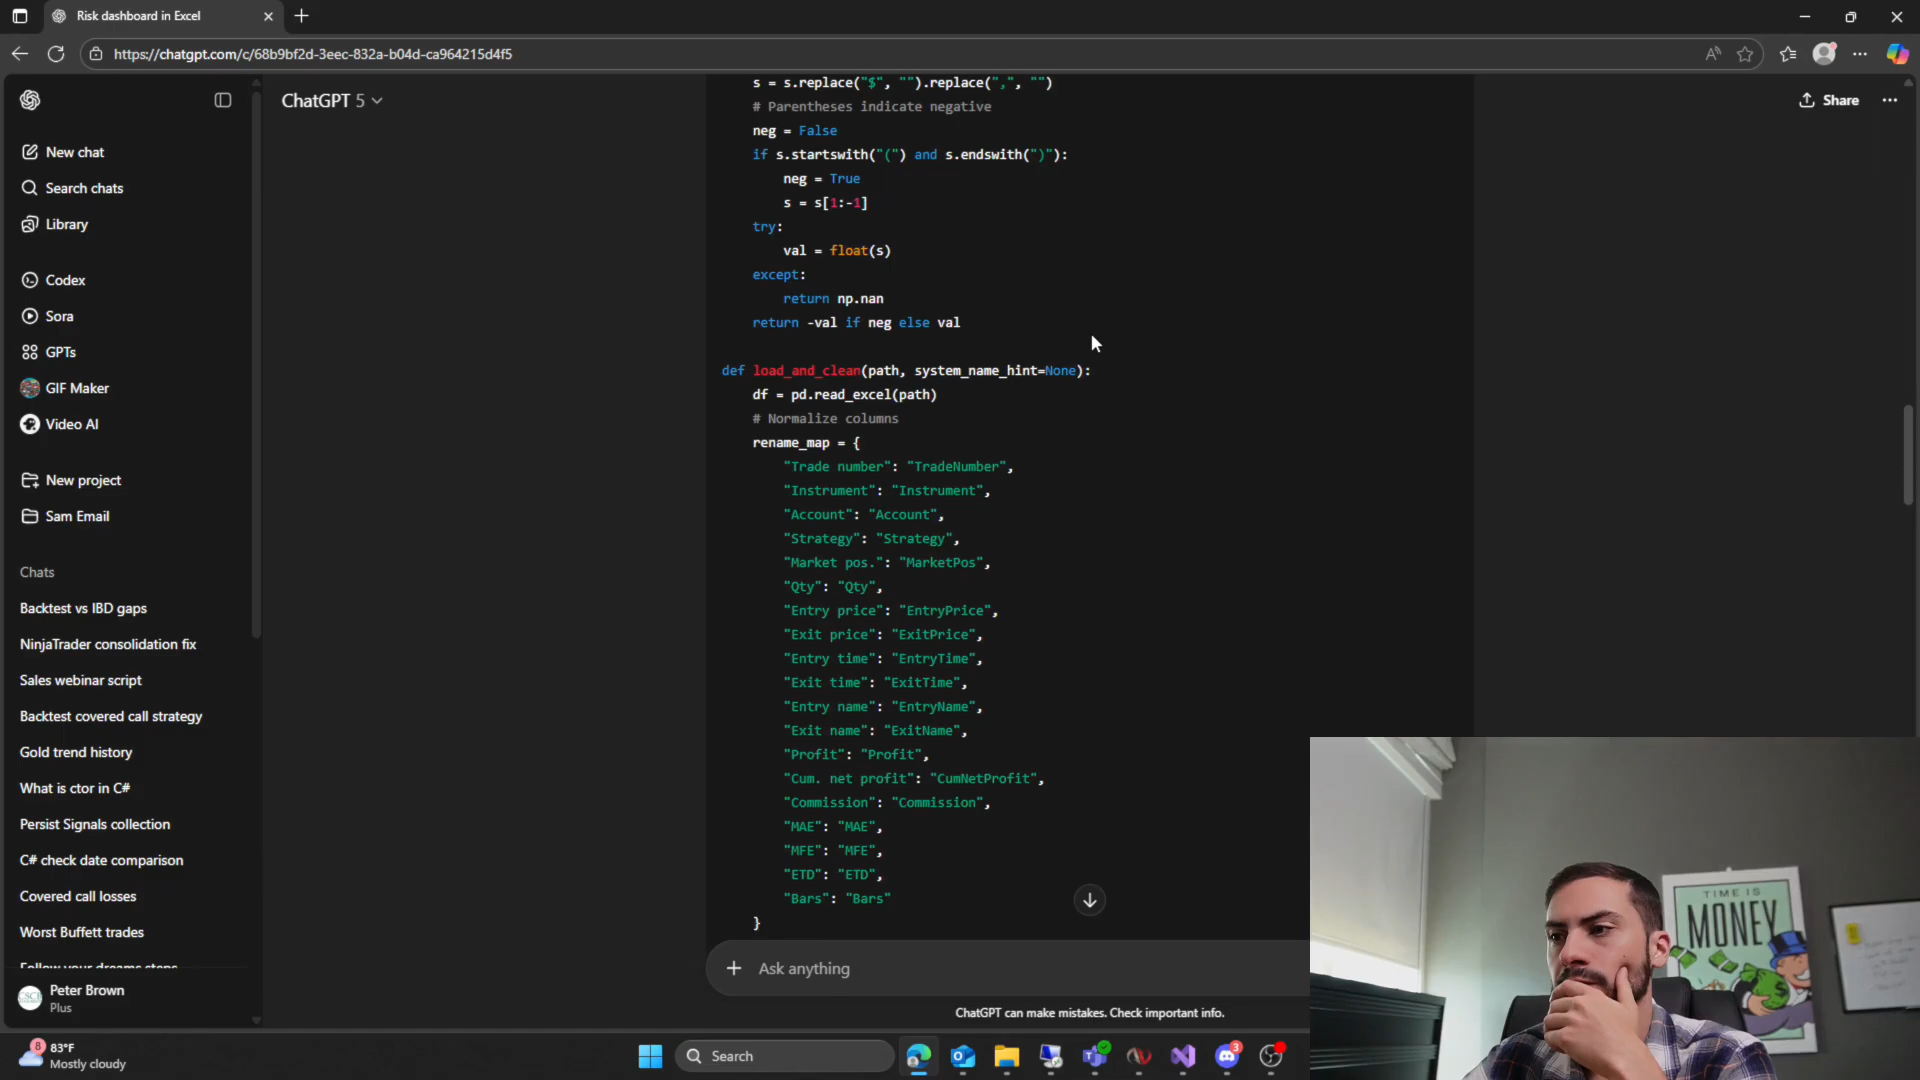 Risk dashboard in Excel
https://chatgpt.com/c/68b9bf2d-3eec-832a-b04d-ca964215d4f5
ChatGPT 5
Share
New chat
Search chats
Library
Codex
Sora
GPTs
GIF Maker
Video AI
New project
Sam Email
Chats
Backtest vs IBD gaps
NinjaTrader consolidation fix
Sales webinar script
Backtest covered call strategy
Gold trend history
What is ctor in C#
Persist Signals collection
C# check date comparison
Covered call losses
Worst Buffett trades
Follow your dreams steps
Peter Brown
Plus
s = s.replace("$", "").replace(",", "")
# Parentheses indicate negative
neg = False
if s.startswith("(") and s.endswith(")"):
neg = True
s = s[1:-1]
try:
val = float(s)
except:
return np.nan
return -val if neg else val
def load_and_clean(path, system_name_hint=None):
df = pd.read_excel(path)
# Normalize columns
rename_map = {
"Trade number": "TradeNumber",
"Instrument": "Instrument",
"Account": "Account",
"Strategy": "Strategy",
"Market pos.": "MarketPos",
"Qty": "Qty",
"Entry price": "EntryPrice",
"Exit price": "ExitPrice",
"Entry time": "EntryTime",
"Exit time": "ExitTime",
"Entry name": "EntryName",
"Exit name": "ExitName",
"Profit": "Profit",
"Cum. net profit": "CumNetProfit",
"Commission": "Commission",
"MAE": "MAE",
"MFE": "MFE",
"ETD": "ETD",
"Bars": "Bars"
}
Ask anything
ChatGPT can make mistakes. Check important info.
TIME IS
MONEY
8
83°F
Mostly cloudy
Search
3